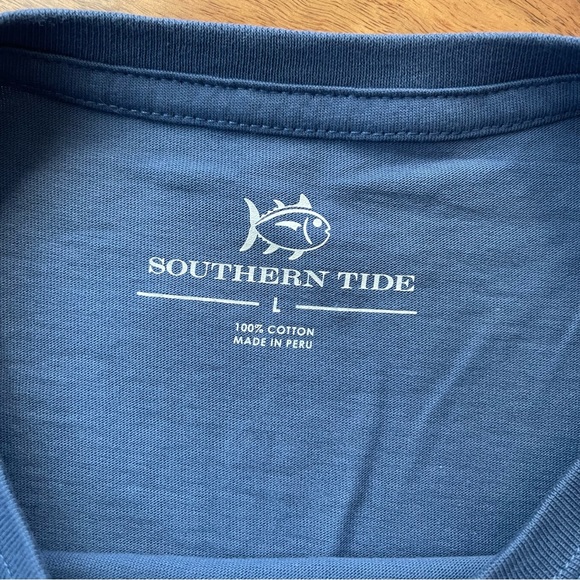 SOUTHERN TIDE
L
100% COTTON
MADE IN PERU